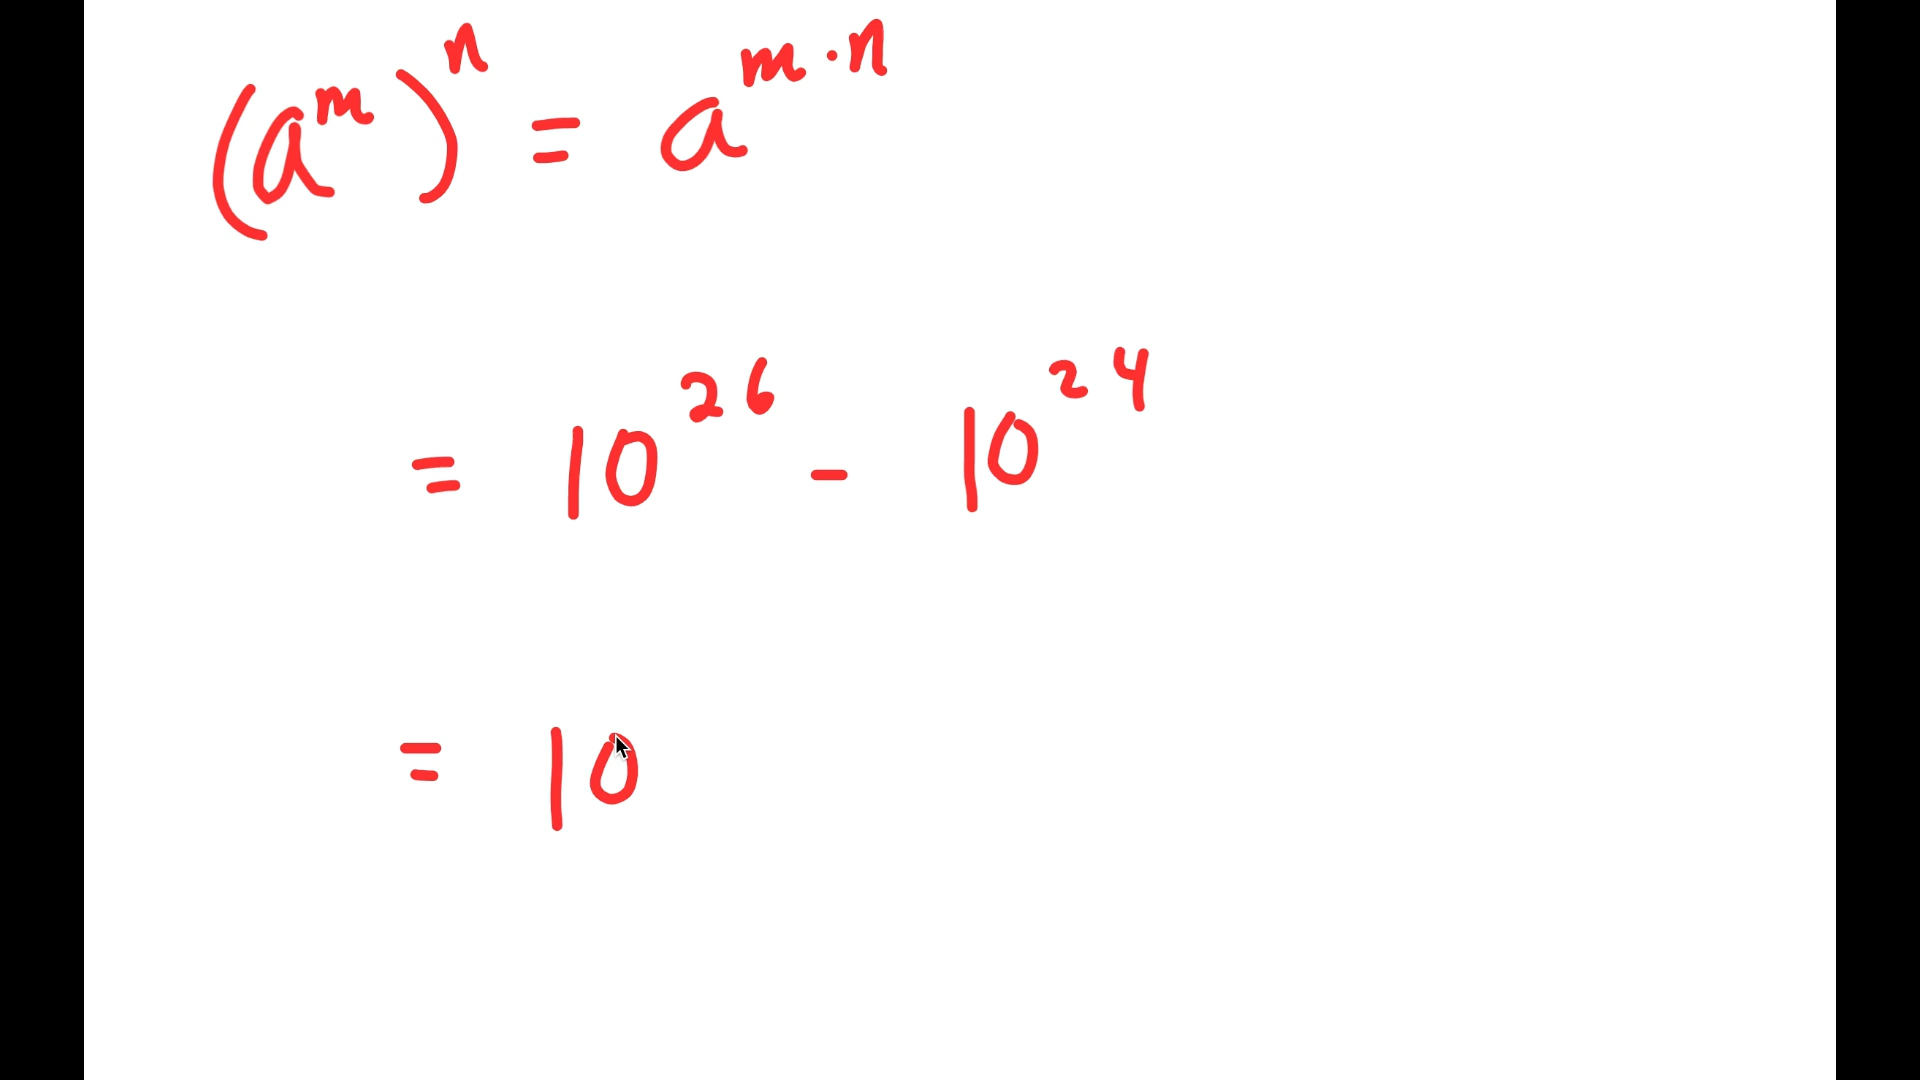 (a^m)^n = a^{m·n}
= 10^{26} - 10^{24}
= 10